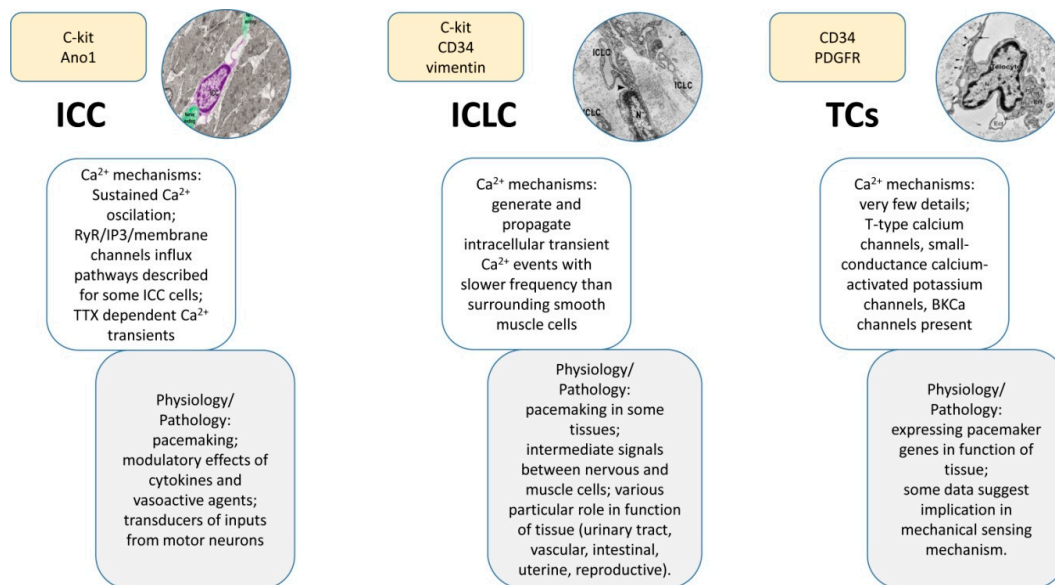 C-kit
Ano1
ICC
ICC
Ca²⁺ mechanisms:
Sustained Ca²⁺
oscilation;
RyR/IP3/membrane
channels influx
pathways described
for some ICC cells;
TTX dependent Ca²⁺
transients
Physiology/
Pathology:
pacemaking;
modulatory effects of
cytokines and
vasoactive agents;
transducers of inputs
from motor neurons
C-kit
CD34
vimentin
ICLC
ICLC
ICLC
N
ICLC
Ca²⁺ mechanisms:
generate and
propagate
intracellular transient
Ca²⁺ events with
slower frequency than
surrounding smooth
muscle cells
Physiology/
Pathology:
pacemaking in some
tissues;
intermediate signals
between nervous and
muscle cells; various
particular role in function
of tissue (urinary tract,
vascular, intestinal,
uterine, reproductive).
CD34
PDGFR
Telocyte
TCs
Ca²⁺ mechanisms:
very few details;
T-type calcium
channels, small-
conductance calcium-
activated potassium
channels, BKCa
channels present
Physiology/
Pathology:
expressing pacemaker
genes in function of
tissue;
some data suggest
implication in
mechanical sensing
mechanism.